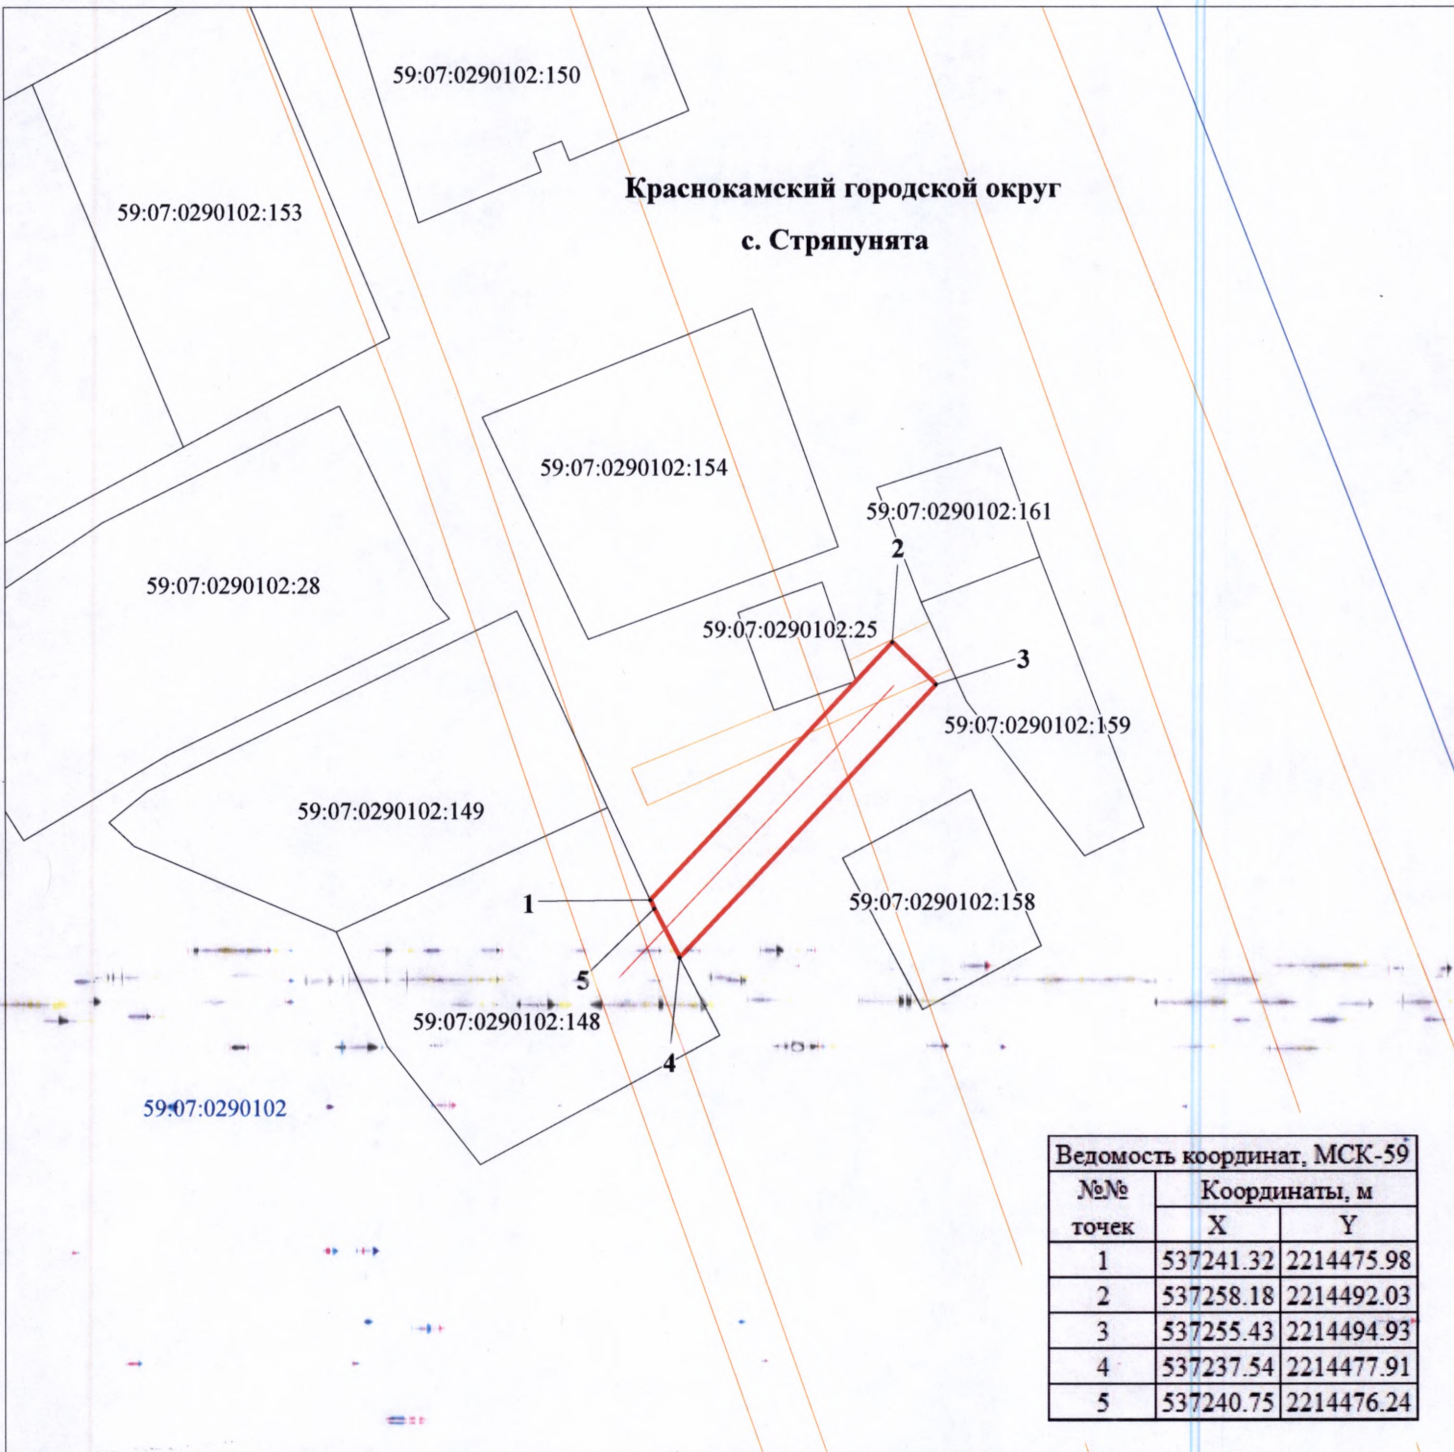 59:07:0290102:150
Краснокамский городской округ
59:07:0290102:153
с. Стряпунята
59:07:0290102:154
59:07:0290102:161
2
59:07:0290102:28
59:07:0290102:25
3
59:07:0290102:159
59:07:0290102:149
1
59:07:0290102:158
5
59:07:0290102:148
4
59:07:0290102
Ведомость координат, МСК-59
№№ точек Координаты, м
X Y
1 537241.32 2214475.98
2 537258.18 2214492.03
3 537255.43 2214494.93
4 537237.54 2214477.91
5 537240.75 2214476.24